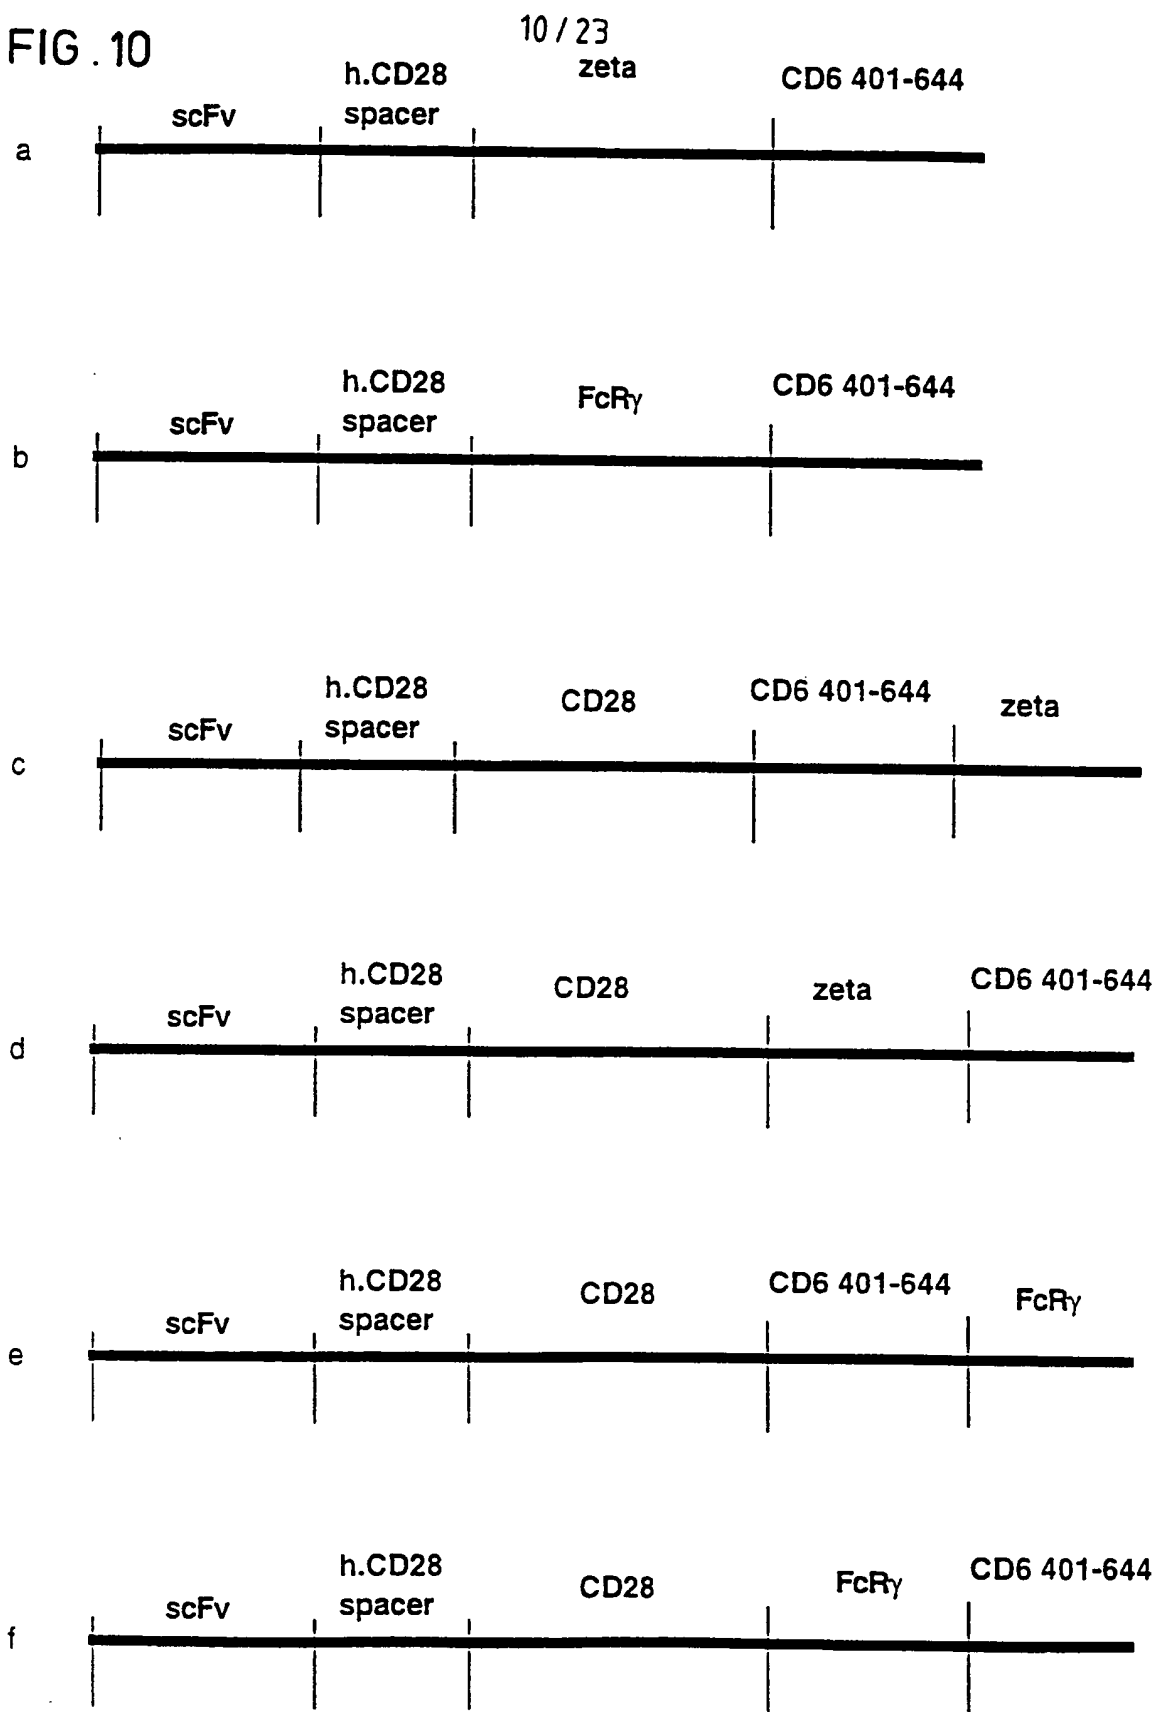 FIG. 10
10/23
h.CD28
spacer
zeta
CD6 401-644
scFv
a
h.CD28
spacer
FcRγ
CD6 401-644
scFv
b
h.CD28
spacer
CD28
CD6 401-644
zeta
scFv
c
h.CD28
spacer
CD28
zeta
CD6 401-644
scFv
d
h.CD28
spacer
CD28
CD6 401-644
FcRγ
scFv
e
h.CD28
spacer
CD28
FcRγ
CD6 401-644
scFv
f